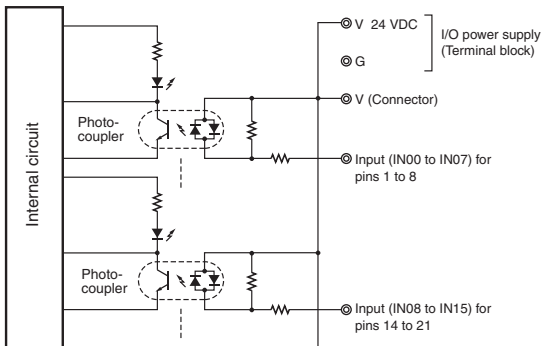 Internal circuit
V 24 VDC
I/O power supply
(Terminal block)
G
V (Connector)
Photo-
coupler
Input (IN00 to IN07) for
pins 1 to 8
Photo-
coupler
Input (IN08 to IN15) for
pins 14 to 21